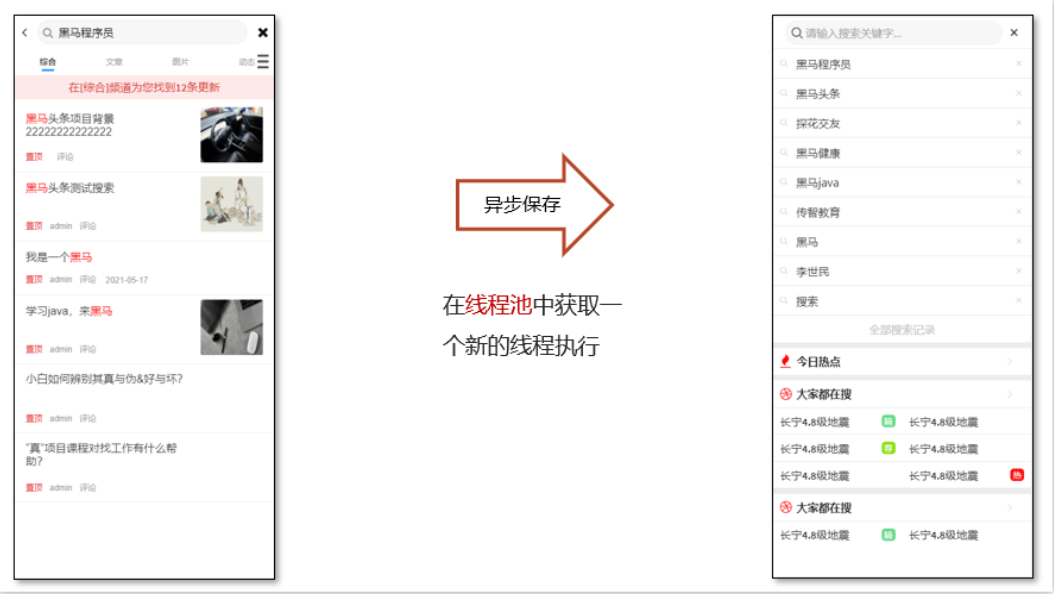 黑马程序员
综合 文章 图片 动态
在[综合]频道为您找到12条更新
黑马头条项目背景
22222222222222
置顶 评论
黑马头条测试搜索
置顶 admin 评论
我是一个黑马
置顶 admin 评论 2021-05-17
学习java，来黑马
置顶 admin 评论
小白如何辨别其真与伪&好与坏?
置顶 admin 评论
"真"项目课程对找工作有什么帮
助?
置顶 admin 评论
异步保存
在线程池中获取一
个新的线程执行
请输入搜索关键字...
黑马程序员
黑马头条
探花交友
黑马健康
黑马java
传智教育
黑马
李世民
搜索
全部搜索记录
今日热点
大家都在搜
长宁4.8级地震 长宁4.8级地震
长宁4.8级地震 荐 长宁4.8级地震
长宁4.8级地震 长宁4.8级地震 热
大家都在搜
长宁4.8级地震 长宁4.8级地震